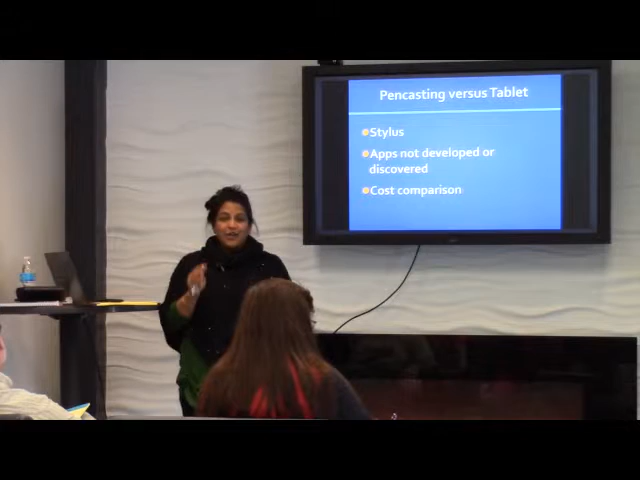 Pencasting versus Tablet
Stylus
Apps not developed or
discovered
Cost comparison